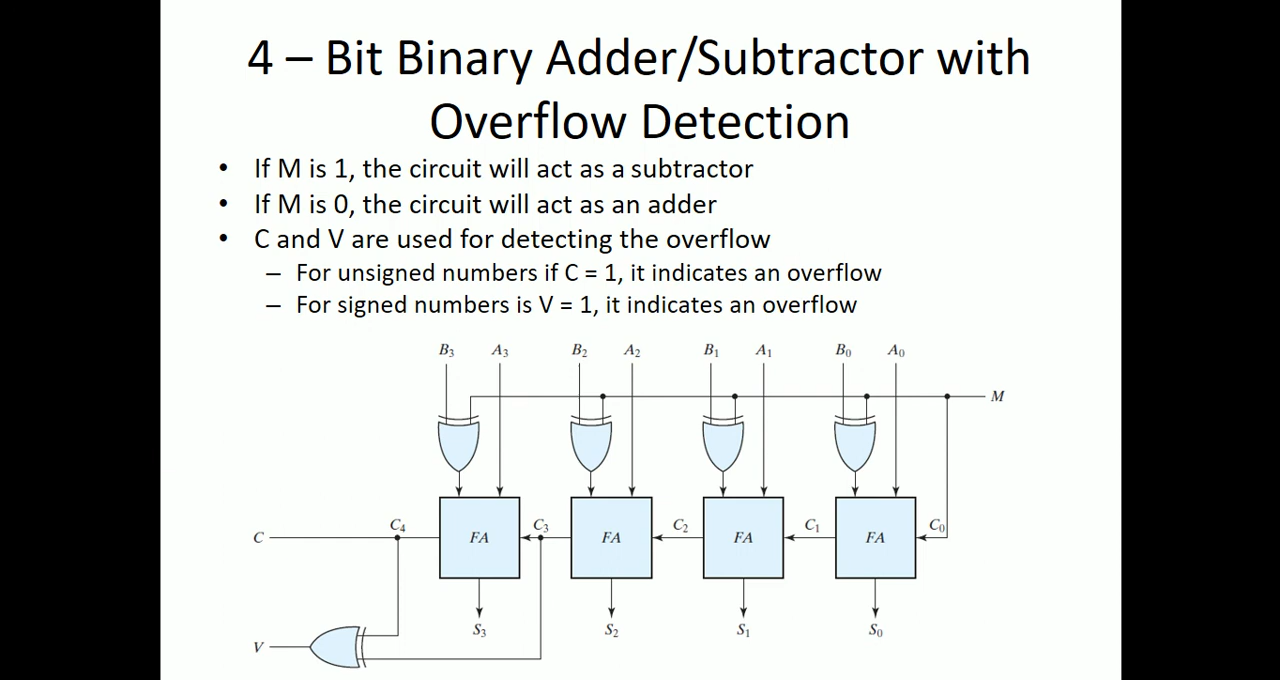 4 – Bit Binary Adder/Subtractor with
Overflow Detection
• If M is 1, the circuit will act as a subtractor
• If M is 0, the circuit will act as an adder
• C and V are used for detecting the overflow
– For unsigned numbers if C = 1, it indicates an overflow
– For signed numbers is V = 1, it indicates an overflow
B₃ A₃ B₂ A₂ B₁ A₁ B₀ A₀
M
C C₄ FA C₃ FA C₂ FA C₁ FA C₀
S₃ S₂ S₁ S₀
V